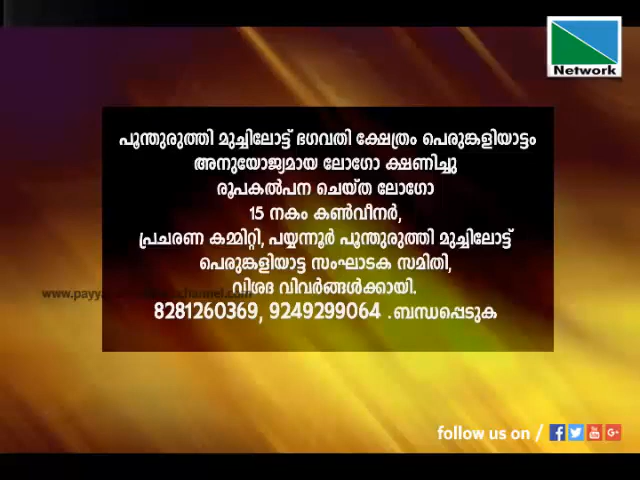 Network
പൂന്തുരുത്തി മുച്ചിലോട്ട് ഭഗവതി ക്ഷേത്രം പെരുങ്കളിയാട്ടം
അനുയോജ്യമായ ലോഗോ ക്ഷണിച്ചു
രൂപകൽപന ചെയ്ത ലോഗോ
15 നകം കൺവീനർ,
പ്രചരണ കമ്മിറ്റി, പയ്യന്നൂർ പൂന്തുരുത്തി മുച്ചിലോട്ട്
പെരുങ്കളിയാട്ട സംഘാടക സമിതി,
വിശദ വിവർങ്ങൾക്കായി.
8281260369, 9249299064 .ബന്ധപ്പെടുക
follow us on /